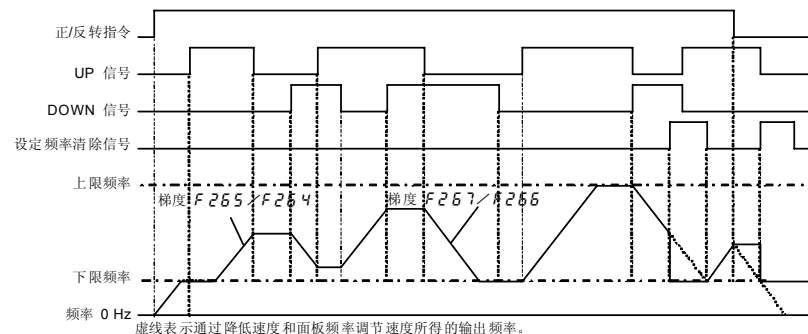 正/反转指令
UP 信号
DOWN 信号
设定频率清除信号
上限频率
梯度 F265/F264
梯度 F267/F266
下限频率
频率 0 Hz
虚线表示通过降低速度和面板频率调节速度所得的输出频率。